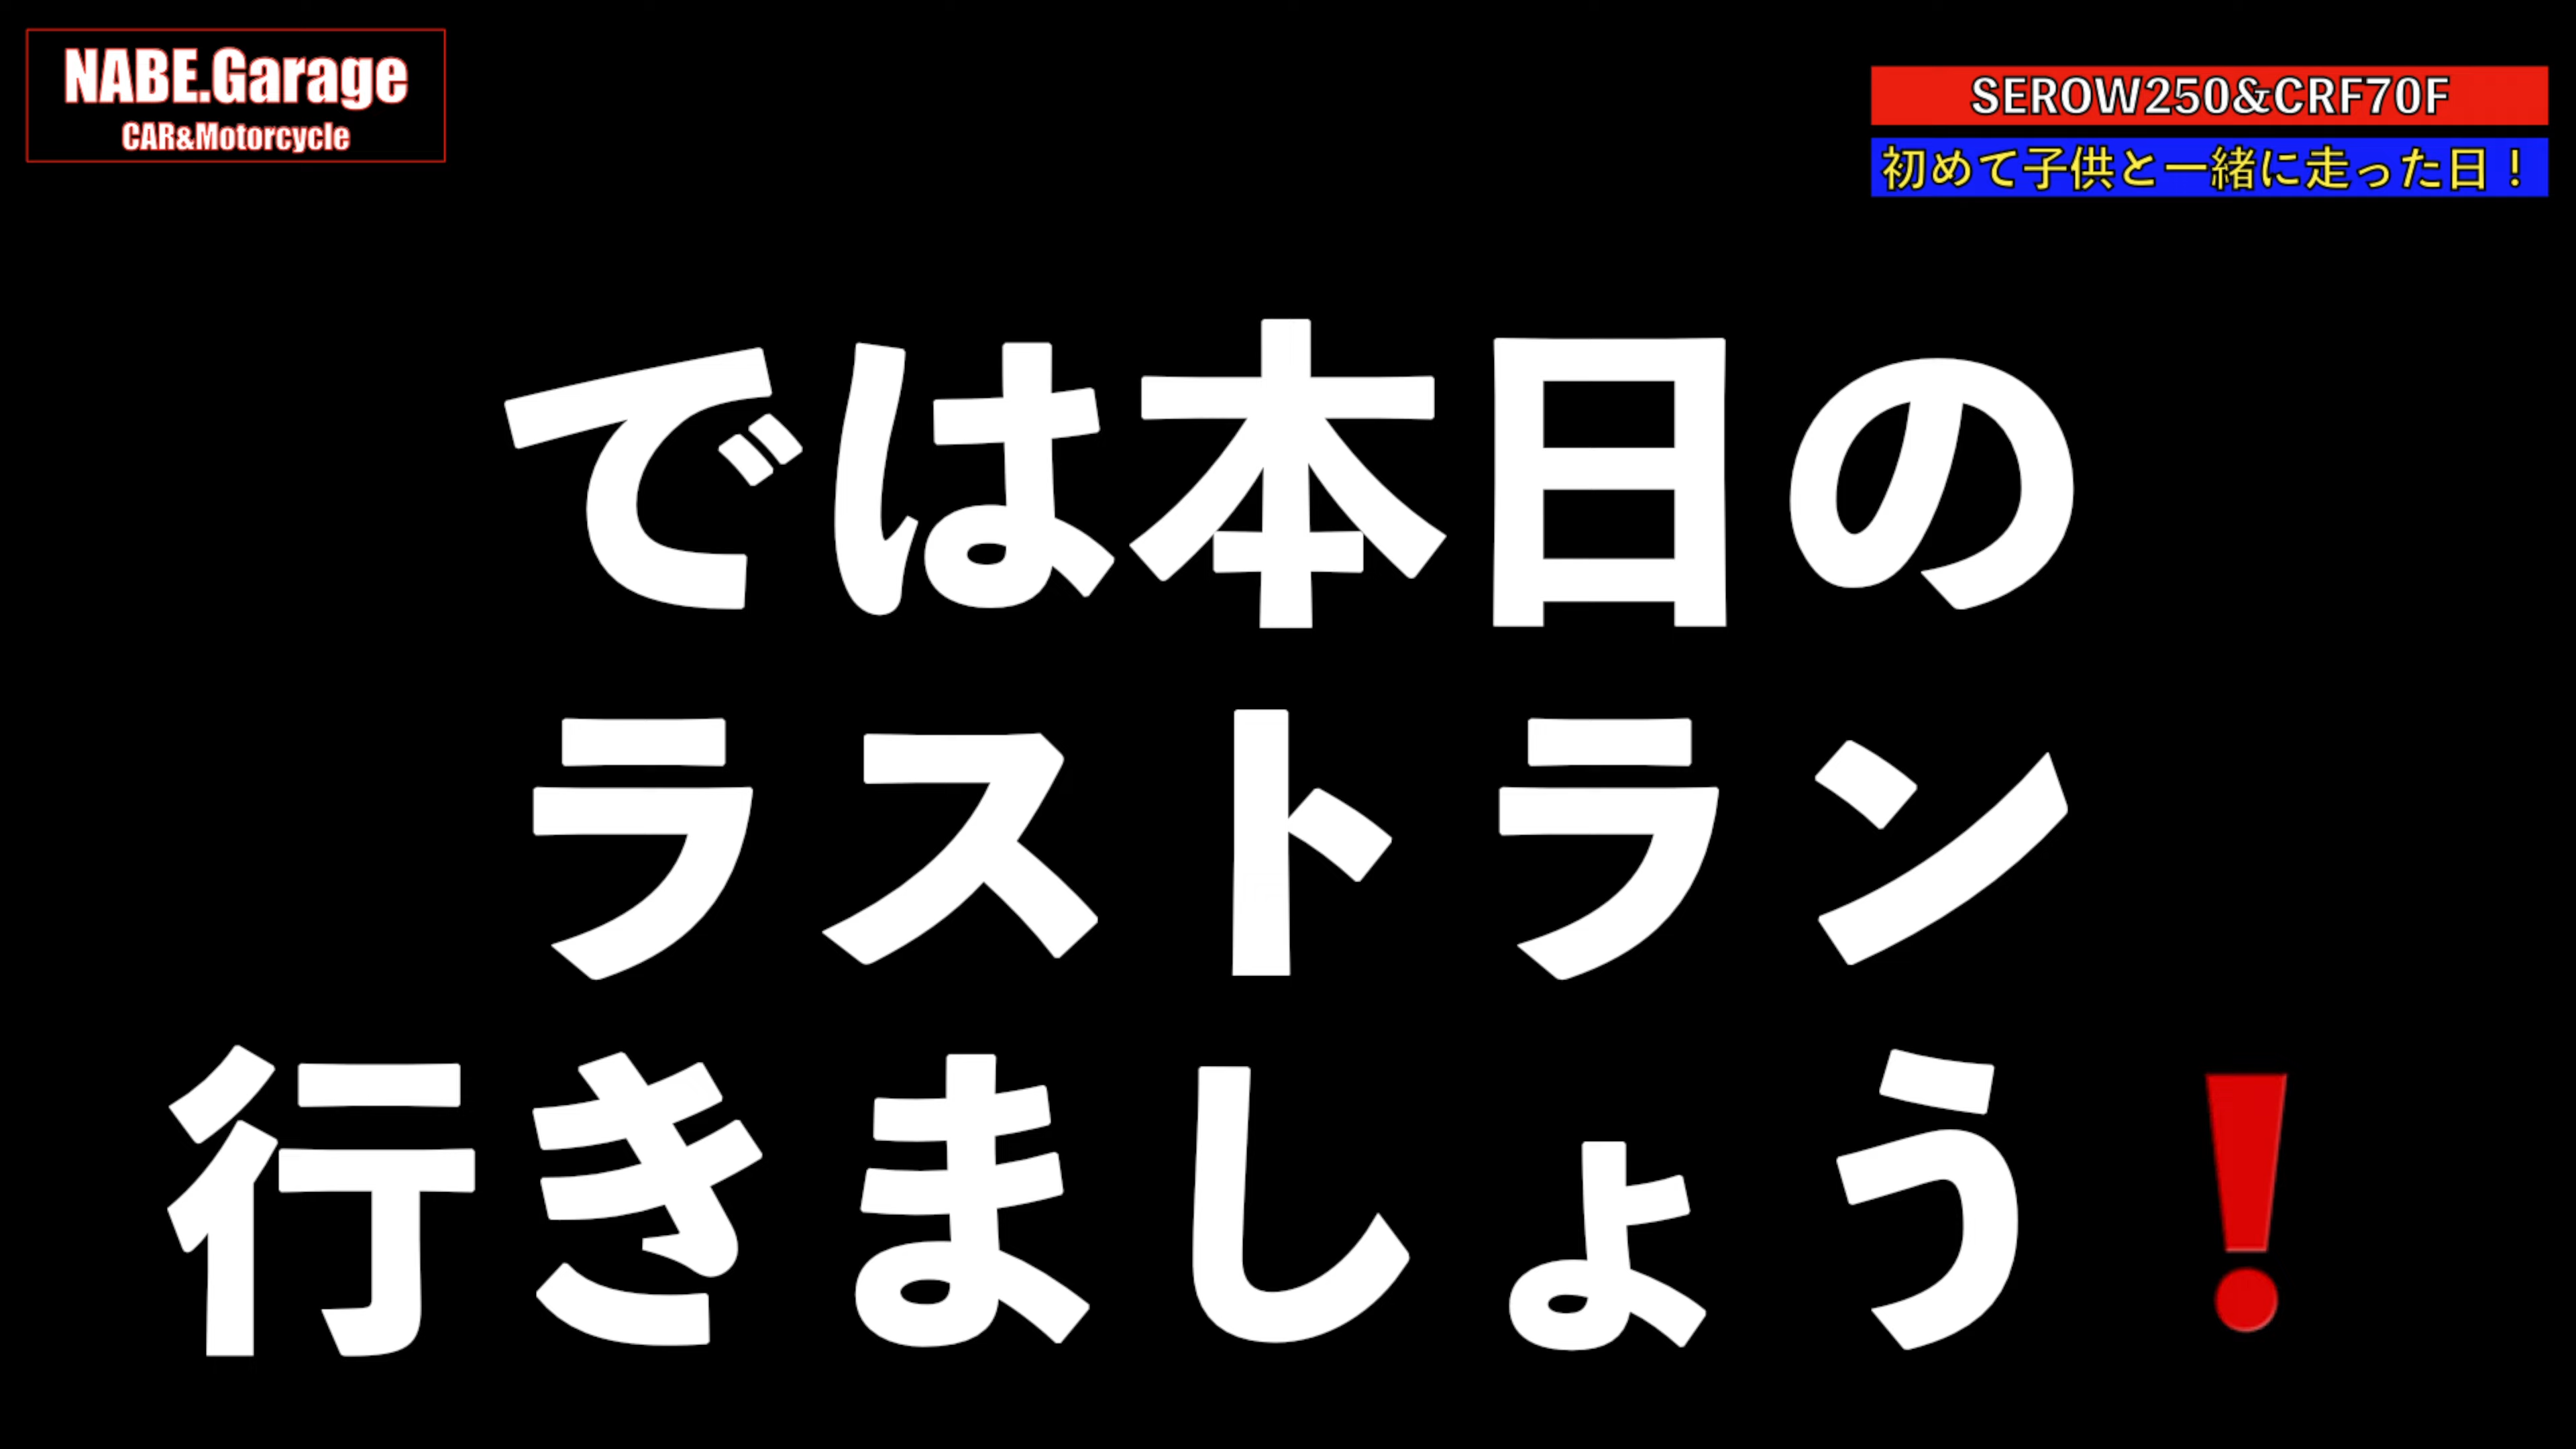 NABE.Garage
CAR&Motorcycle
SEROW250&CRF70F
初めて子供と一緒に走った日！
では本日の
ラストラン
行きましょう❗